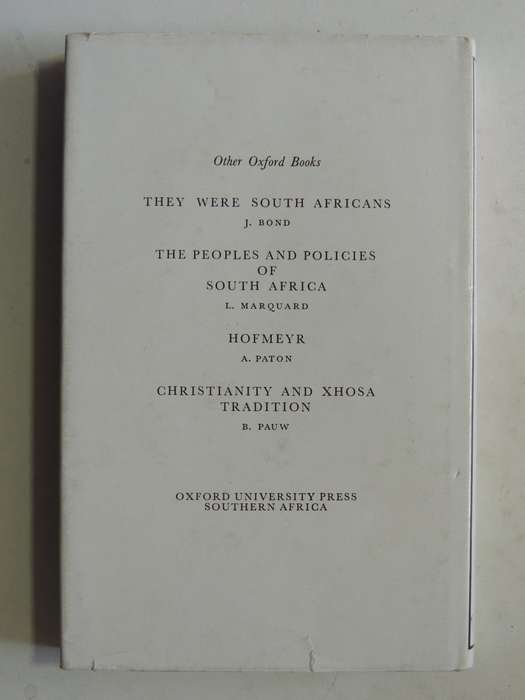 Other Oxford Books
THEY WERE SOUTH AFRICANS
J. BOND
THE PEOPLES AND POLICIES
OF
SOUTH AFRICA
L. MARQUARD
HOFMEYR
A. PATON
CHRISTIANITY AND XHOSA
TRADITION
B. PAUW
OXFORD UNIVERSITY PRESS
SOUTHERN AFRICA